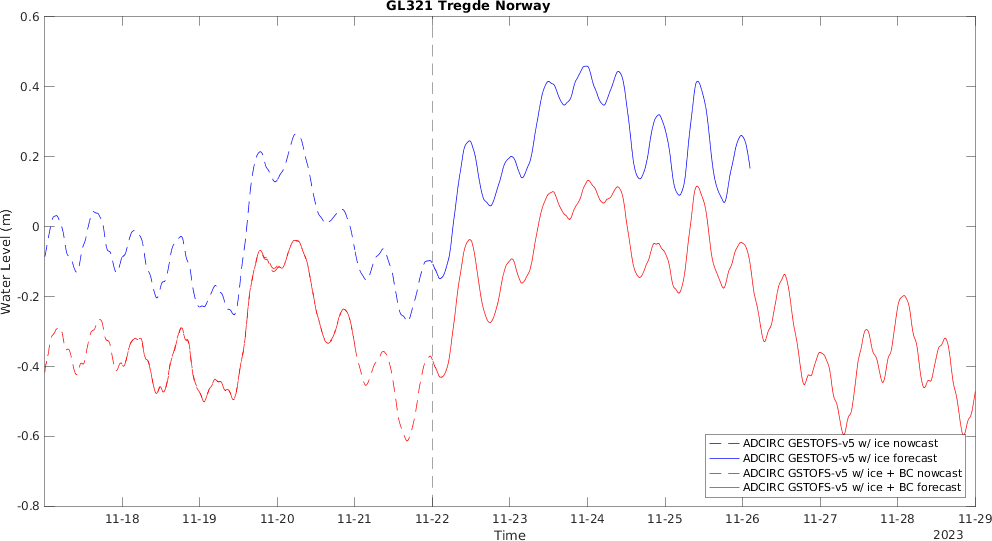 GL321 Tregde Norway
0.6
0.4
0.2
0
-0.2
-0.4
-0.6
-0.8
Water Level (m)
ADCIRC GESTOFS-v5 w/ ice nowcast
ADCIRC GESTOFS-v5 w/ ice forecast
ADCIRC GSTOFS-v5 w/ ice + BC nowcast
ADCIRC GSTOFS-v5 w/ ice + BC forecast
11-18 11-19 11-20 11-21 11-22 11-23 11-24 11-25 11-26 11-27 11-28 11-29
Time 2023